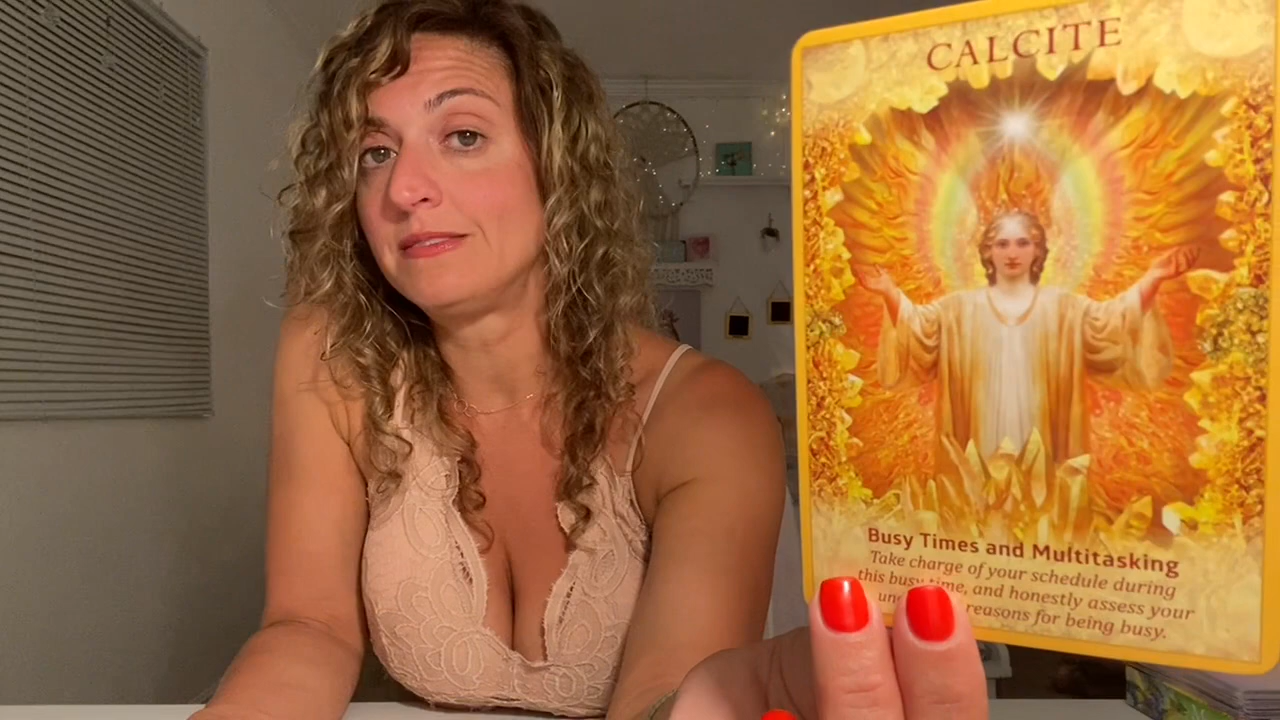 CALCITE
Busy Times and Multitasking
Take charge of your schedule during
this busy time, and honestly assess your
reasons for being busy.